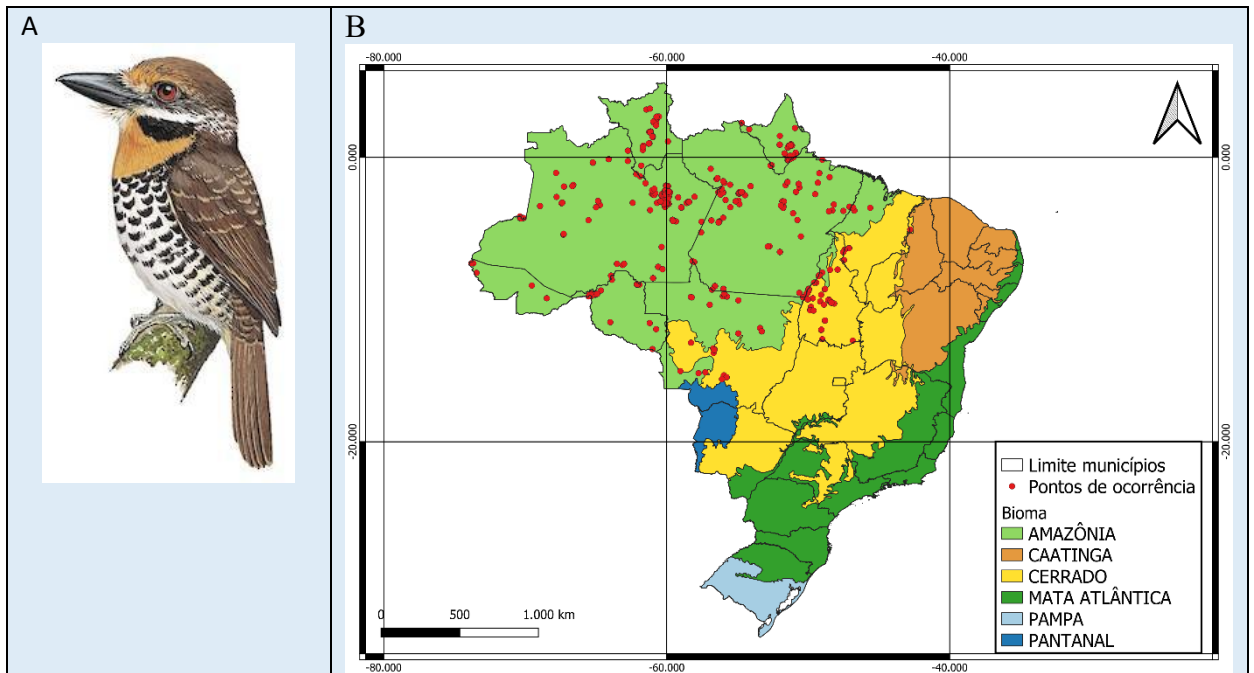 A
B
-80.000 -60.000 -40.000
0.000 0.000
-20.000 -20.000
Limite municípios
Pontos de ocorrência
Bioma
AMAZÔNIA
CAATINGA
CERRADO
MATA ATLÂNTICA
PAMPA
PANTANAL
0 500 1.000 km
-80.000 -60.000 -40.000